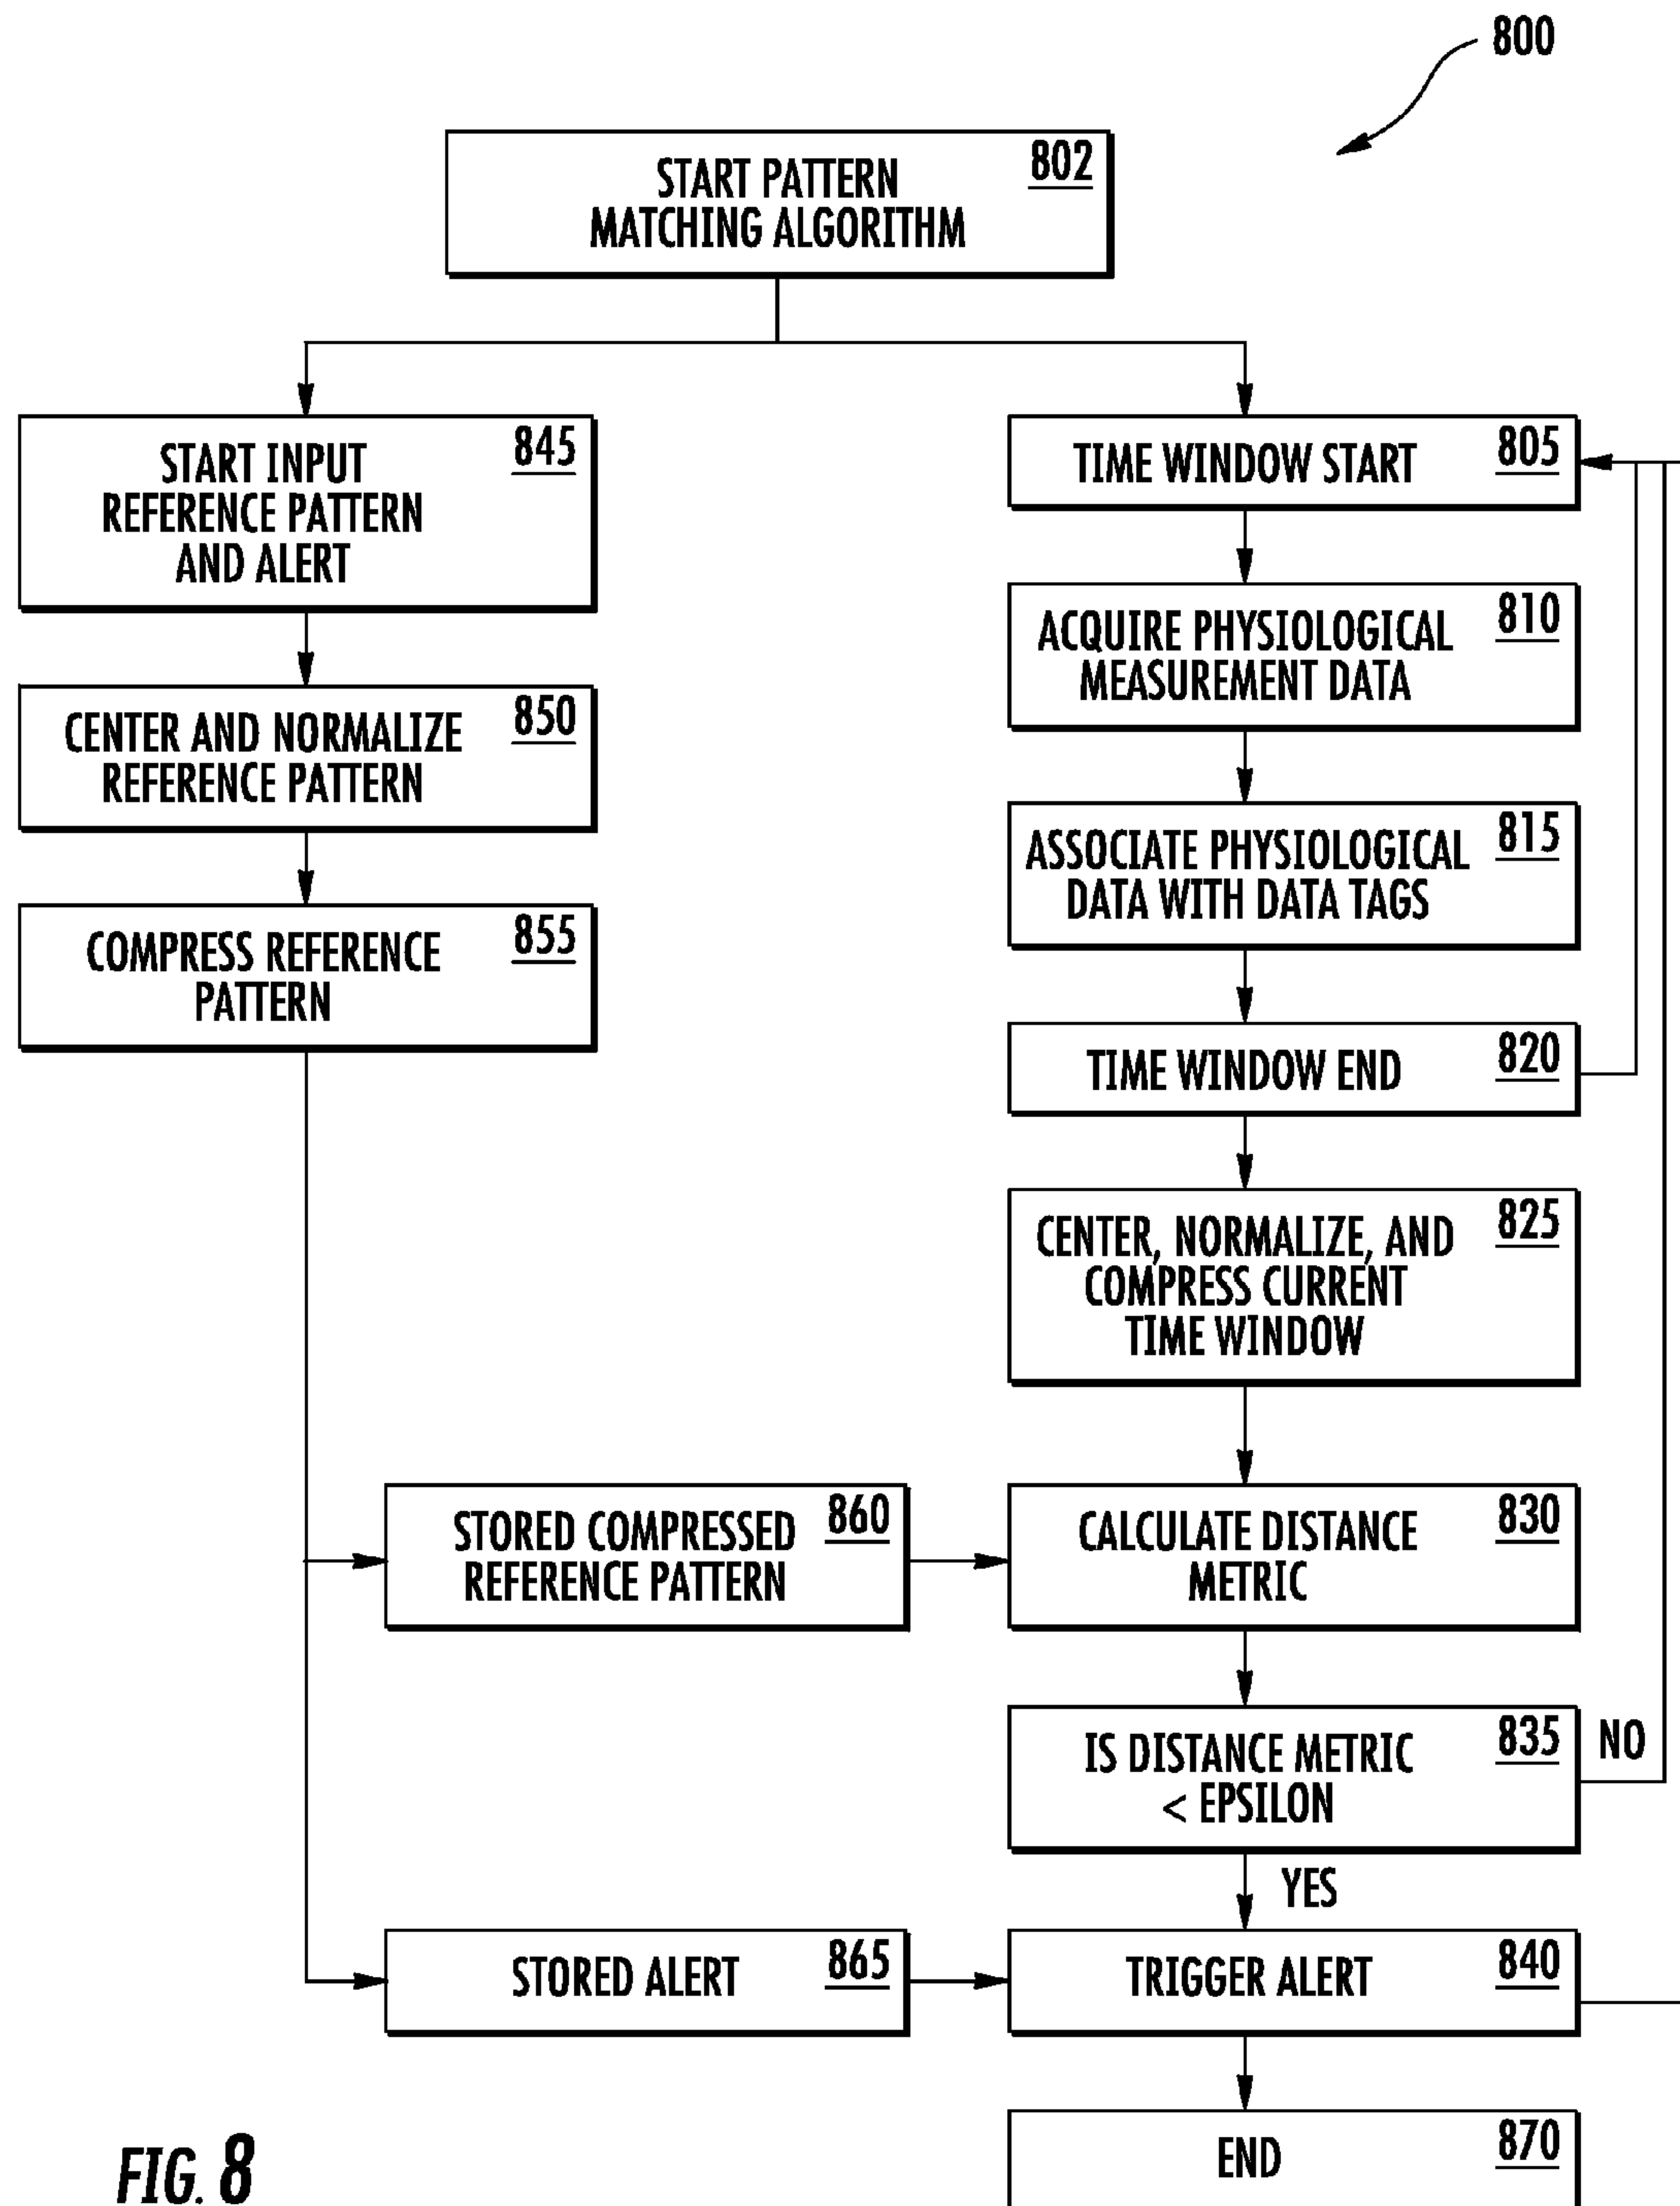 800
START PATTERN 802
MATCHING ALGORITHM
START INPUT 845
REFERENCE PATTERN
AND ALERT
TIME WINDOW START 805
ACQUIRE PHYSIOLOGICAL 810
MEASUREMENT DATA
CENTER AND NORMALIZE 850
REFERENCE PATTERN
ASSOCIATE PHYSIOLOGICAL 815
DATA WITH DATA TAGS
COMPRESS REFERENCE 855
PATTERN
TIME WINDOW END 820
CENTER, NORMALIZE, AND 825
COMPRESS CURRENT
TIME WINDOW
STORED COMPRESSED 860
REFERENCE PATTERN
CALCULATE DISTANCE 830
METRIC
IS DISTANCE METRIC 835
< EPSILON
NO
YES
STORED ALERT 865
TRIGGER ALERT 840
END 870
FIG. 8